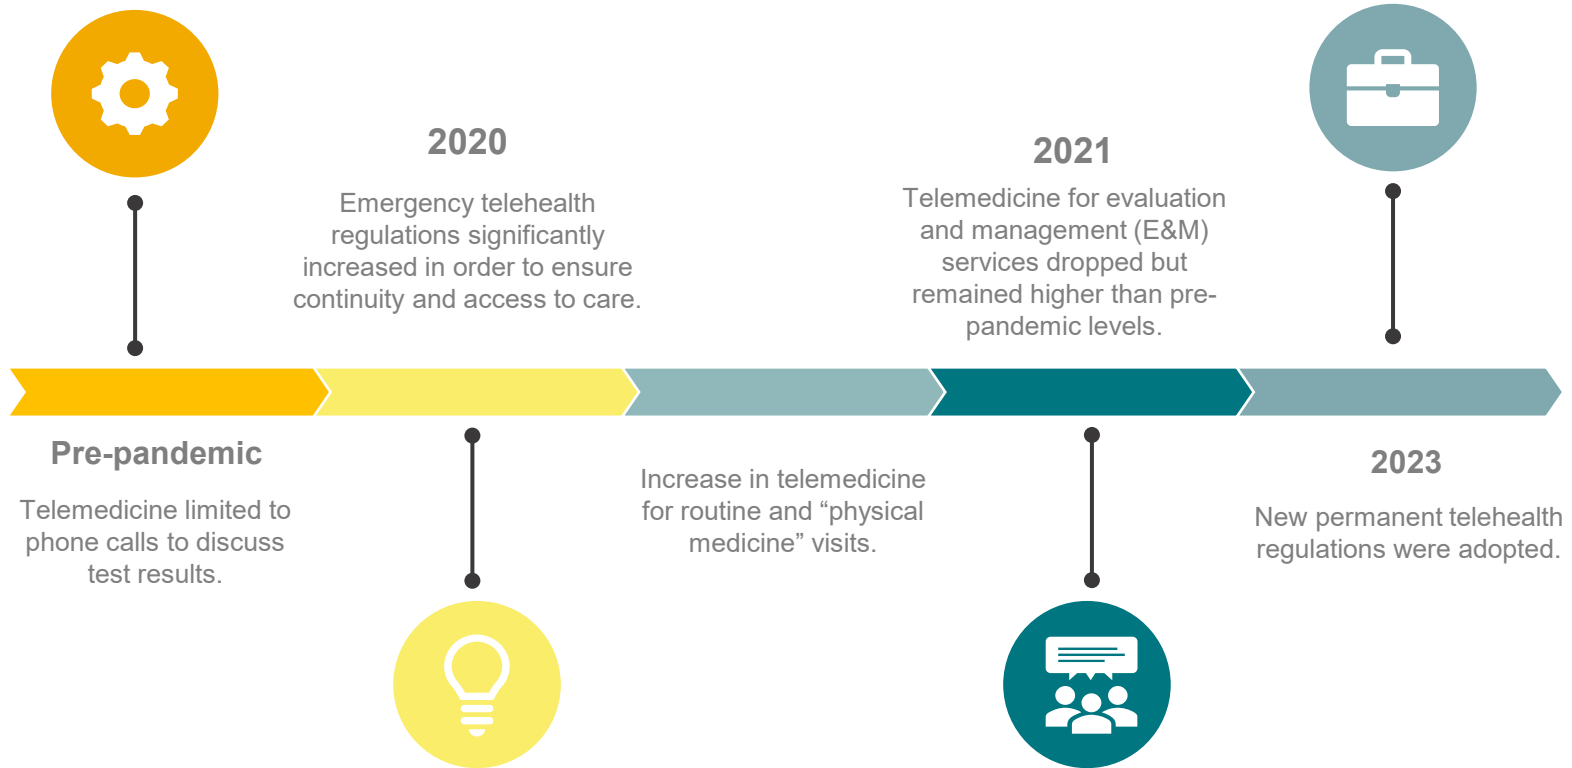 Pre-pandemic
Telemedicine limited to
phone calls to discuss
test results.
2020
Emergency telehealth
regulations significantly
increased in order to ensure
continuity and access to care.
Increase in telemedicine
for routine and “physical
medicine” visits.
2021
Telemedicine for evaluation
and management (E&M)
services dropped but
remained higher than pre-
pandemic levels.
2023
New permanent telehealth
regulations were adopted.